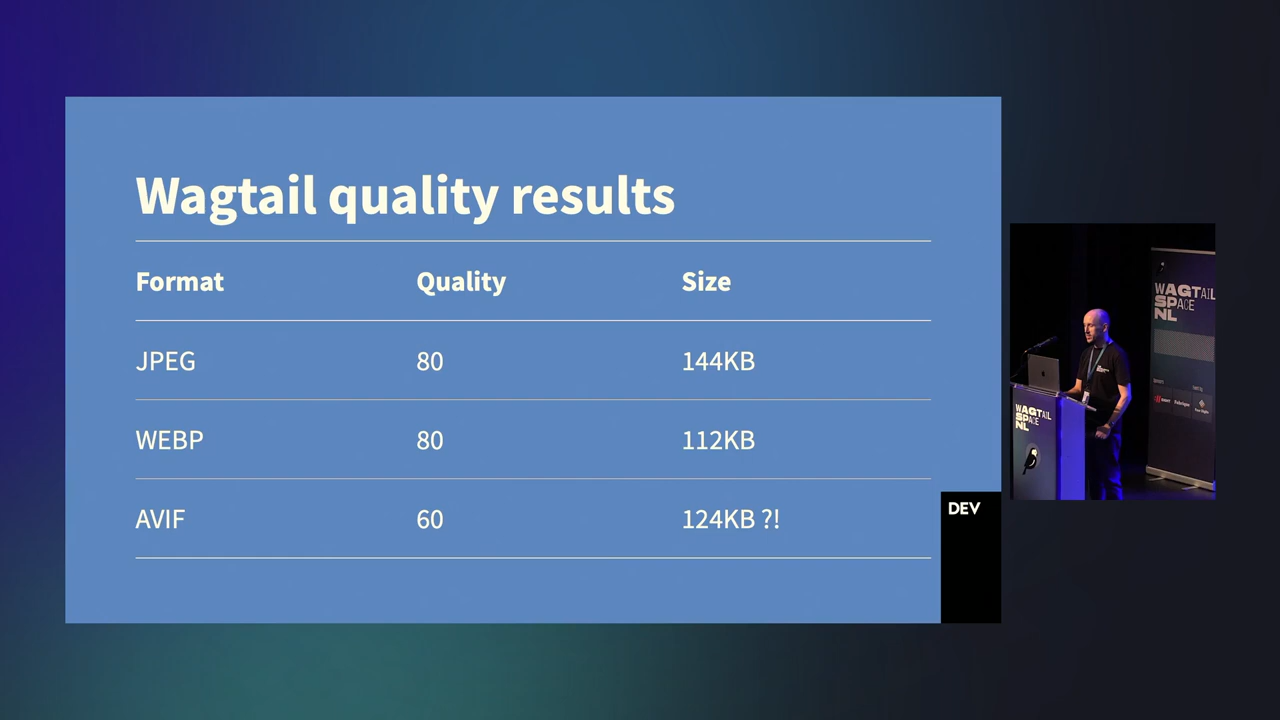 Wagtail quality results
Format Quality Size
JPEG 80 144KB
WEBP 80 112KB
AVIF 60 124KB ?!
DEV
WAGTAIL
SPACE
NL
WAGTAIL
SPACE
NL